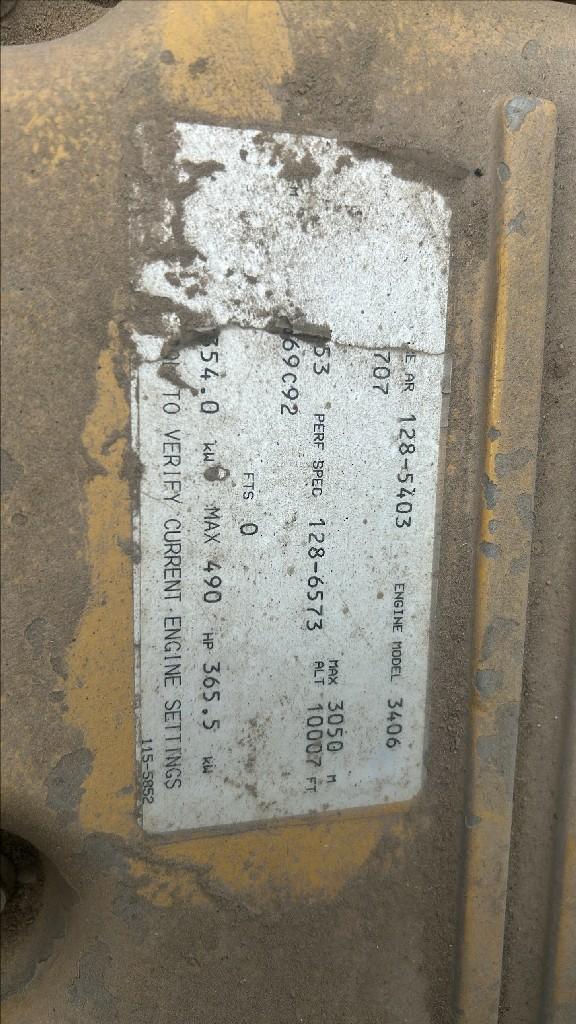 AR 128-5403 ENGINE MODEL 3406
707
53 PERF SPEC 128-6573 MAX ALT 3050 M 10007 FT
69C92
FTS 0
354.0 kW MAX 490 HP 365.5 kW
TO VERIFY CURRENT ENGINE SETTINGS
115-5852